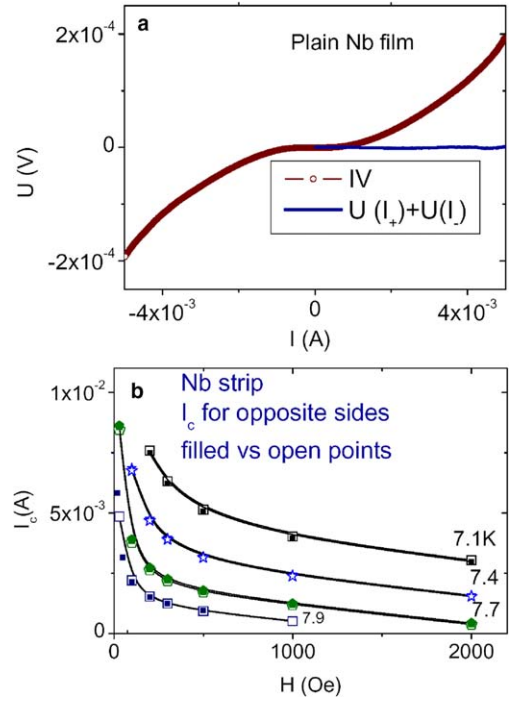 a
Plain Nb film
2x10⁻⁴
0
-2x10⁻⁴
U (V)
IV
U (I₊)+U(I₋)
-4x10⁻³
0
4x10⁻³
I (A)
b
Nb strip
I_c for opposite sides
filled vs open points
1x10⁻²
5x10⁻³
0
I_c(A)
7.1K
7.4
7.7
7.9
0
1000
2000
H (Oe)